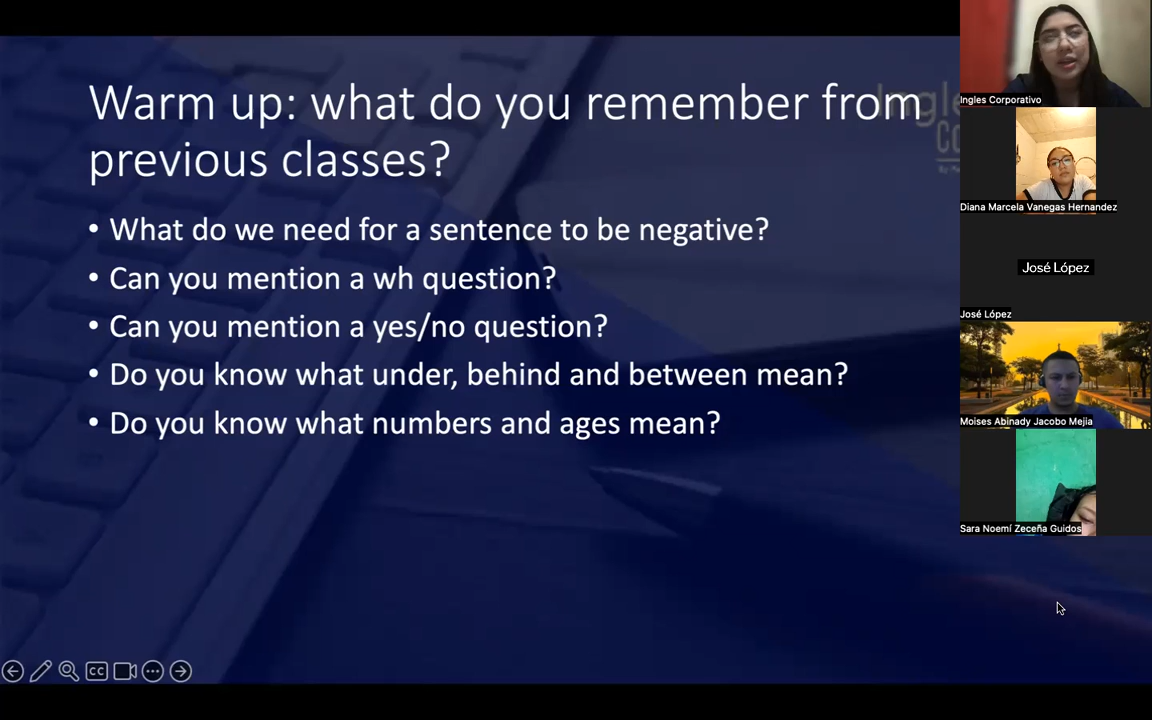 Warm up: what do you remember from
previous classes?
• What do we need for a sentence to be negative?
• Can you mention a wh question?
• Can you mention a yes/no question?
• Do you know what under, behind and between mean?
• Do you know what numbers and ages mean?
Ingles Corporativo
Diana Marcela Vanegas Hernandez
José López
José López
Moises Abinady Jacobo Mejia
Sara Noemí Zeceña Guidos
CC